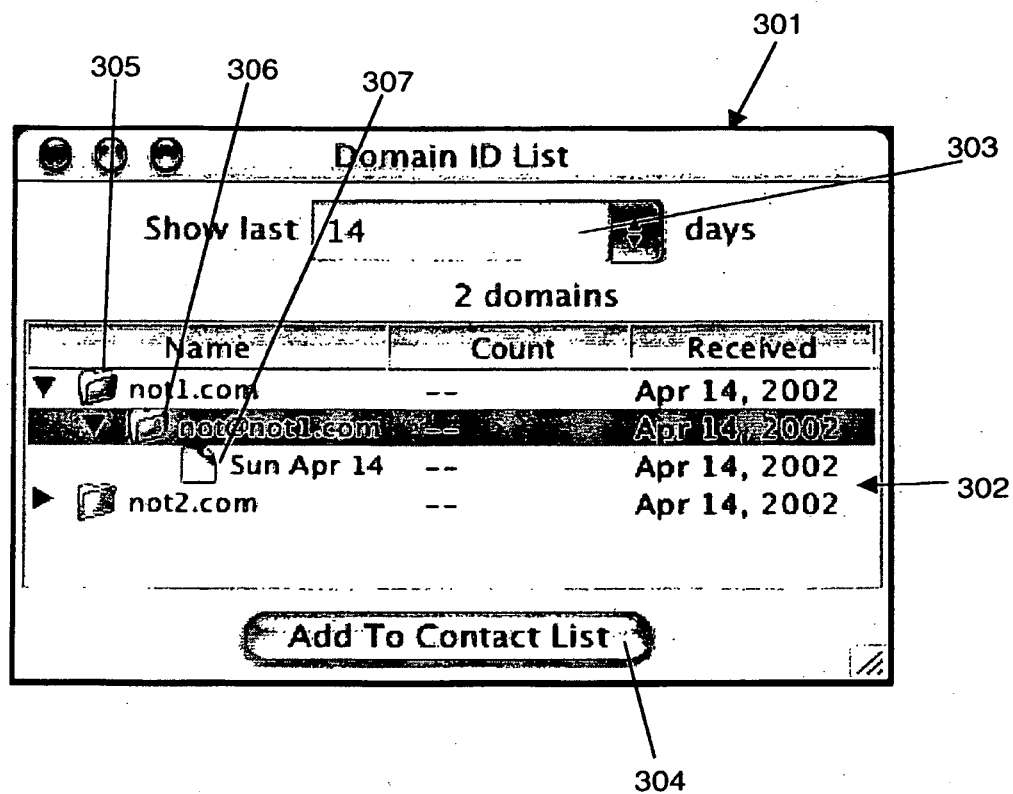 301
305 306 307
Domain ID List
303
Show last 14 days
2 domains
Name Count Received
not1.com -- Apr 14, 2002
not@not1.com -- Apr 14, 2002
Sun Apr 14 -- Apr 14, 2002
302
not2.com -- Apr 14, 2002
Add To Contact List
304